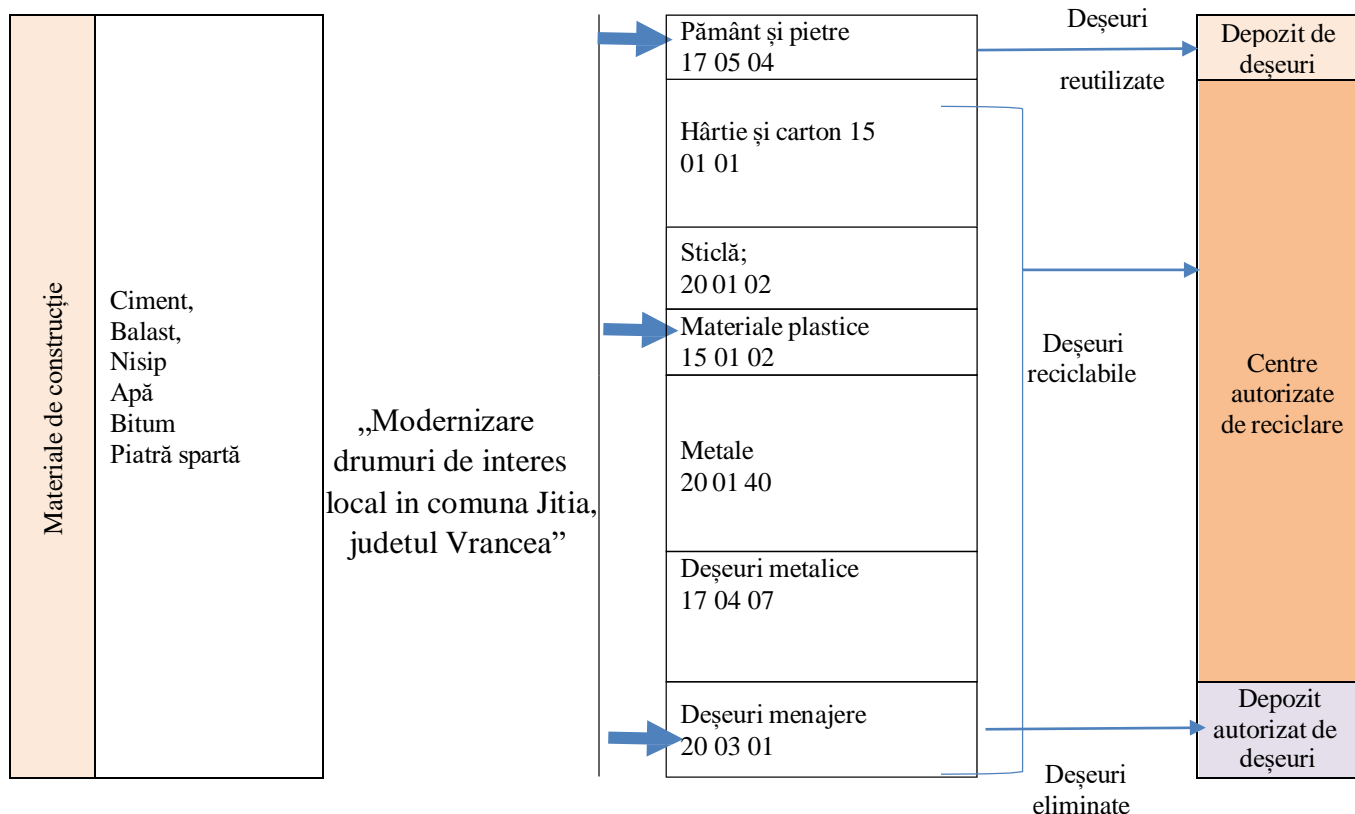 Materiale de construcție
Ciment,
Balast,
Nisip
Apă
Bitum
Piatră spartă
„Modernizare
drumuri de interes
local in comuna Jitia,
judetul Vrancea”
Pământ și pietre
17 05 04
Hârtie și carton 15
01 01
Sticlă;
20 01 02
Materiale plastice
15 01 02
Metale
20 01 40
Deșeuri metalice
17 04 07
Deșeuri menajere
20 03 01
Deșeuri
reutilizate
Deșeuri
reciclabile
Deșeuri
eliminate
Depozit de
deșeuri
Centre
autorizate
de reciclare
Depozit
autorizat de
deșeuri